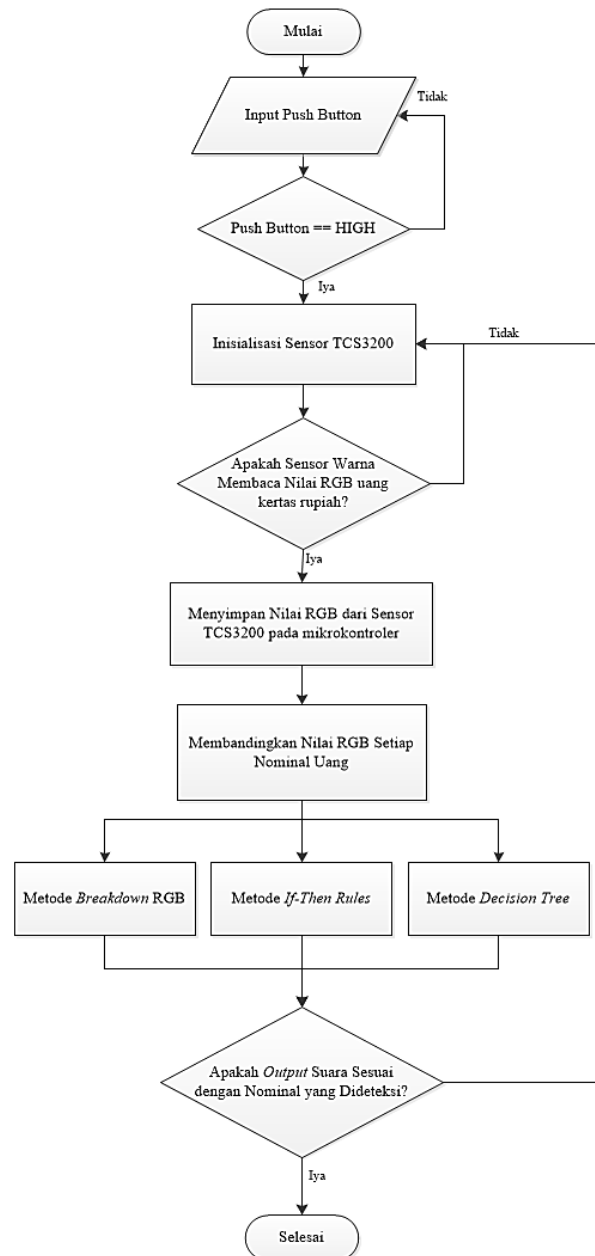 Mulai
Input Push Button
Tidak
Push Button == HIGH
Iya
Inisialisasi Sensor TCS3200
Tidak
Apakah Sensor Warna
Membaca Nilai RGB uang
kertas rupiah?
Iya
Menyimpan Nilai RGB dari Sensor
TCS3200 pada mikrokontroler
Membandingkan Nilai RGB Setiap
Nominal Uang
Metode Breakdown RGB
Metode If-Then Rules
Metode Decision Tree
Apakah Output Suara Sesuai
dengan Nominal yang Dideteksi?
Iya
Selesai